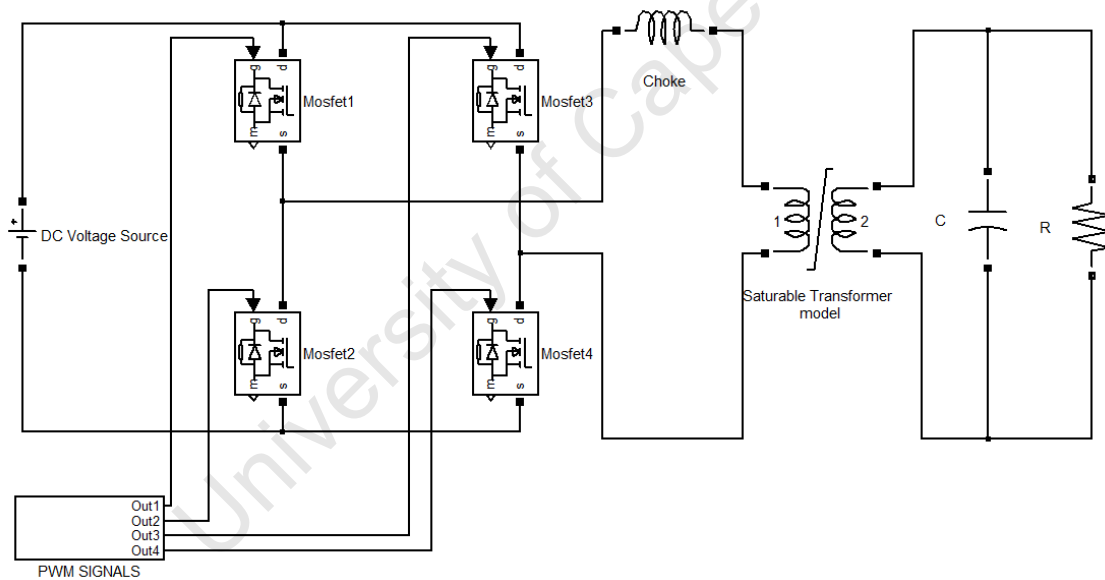 g
d
Mosfet1
m
s
g
d
Mosfet3
m
s
Choke
+
DC Voltage Source
1
2
C
R
Saturable Transformer
model
g
d
Mosfet2
m
s
g
d
Mosfet4
m
s
Out1
Out2
Out3
Out4
PWM SIGNALS
University of Cape